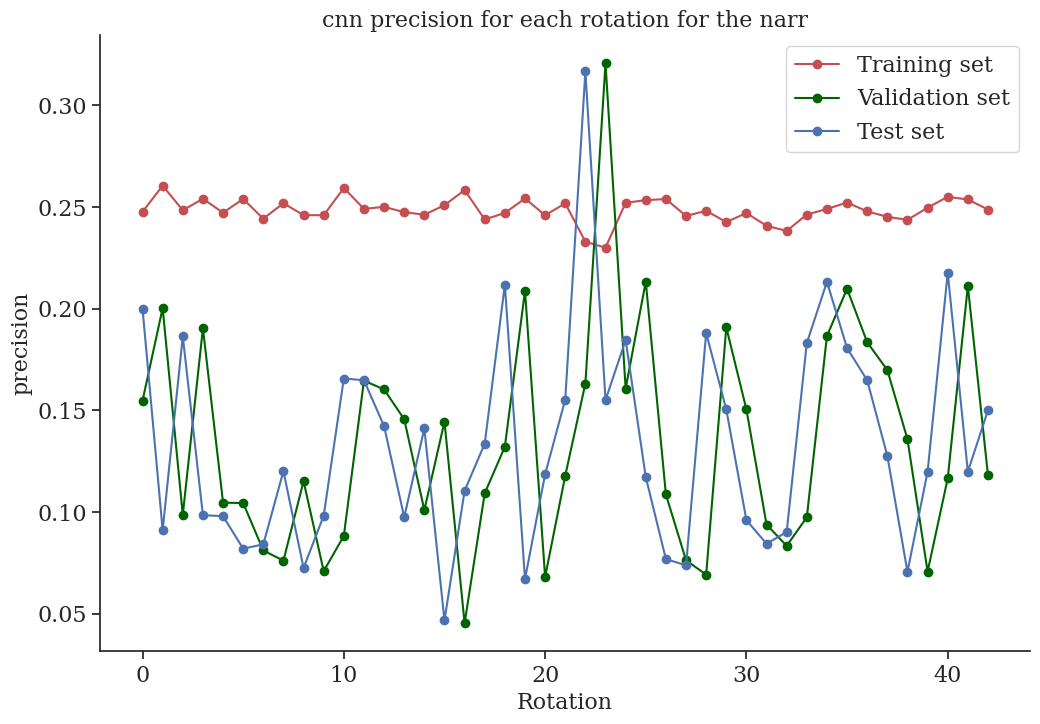 cnn precision for each rotation for the narr
Training set
Validation set
Test set
precision
0.30
0.25
0.20
0.15
0.10
0.05
0 10 20 30 40
Rotation